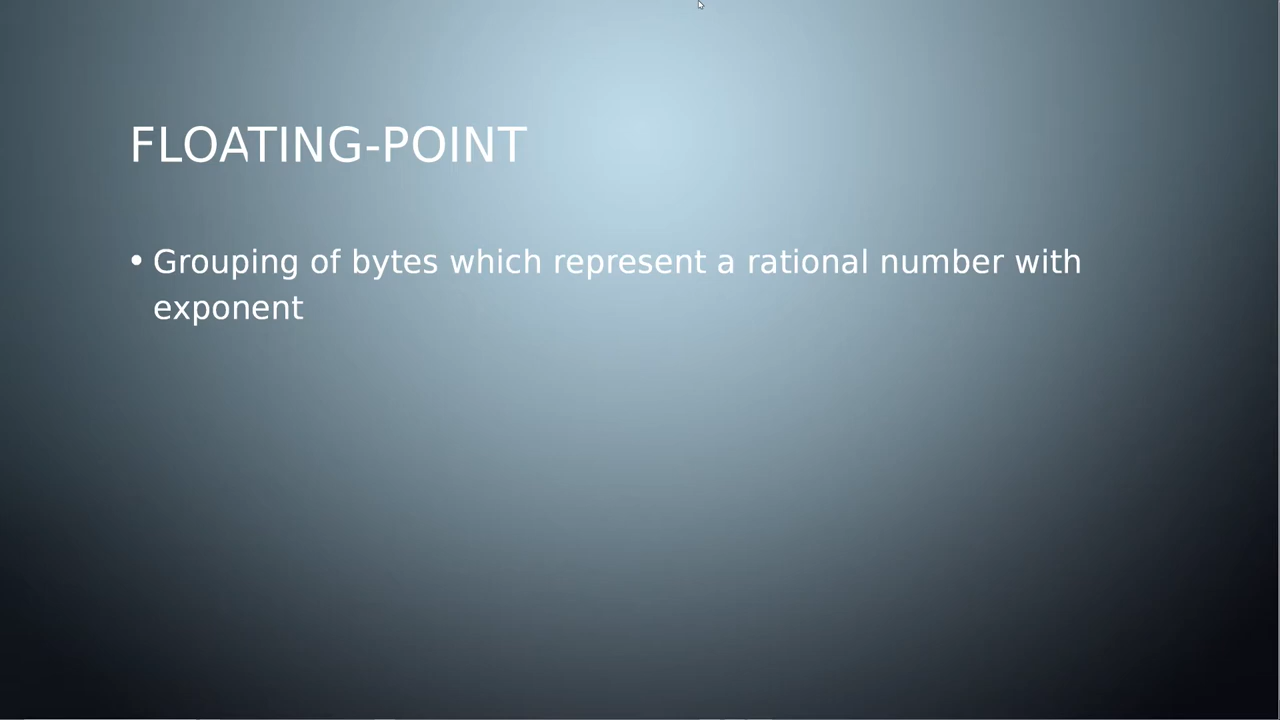 FLOATING-POINT
• Grouping of bytes which represent a rational number with
exponent